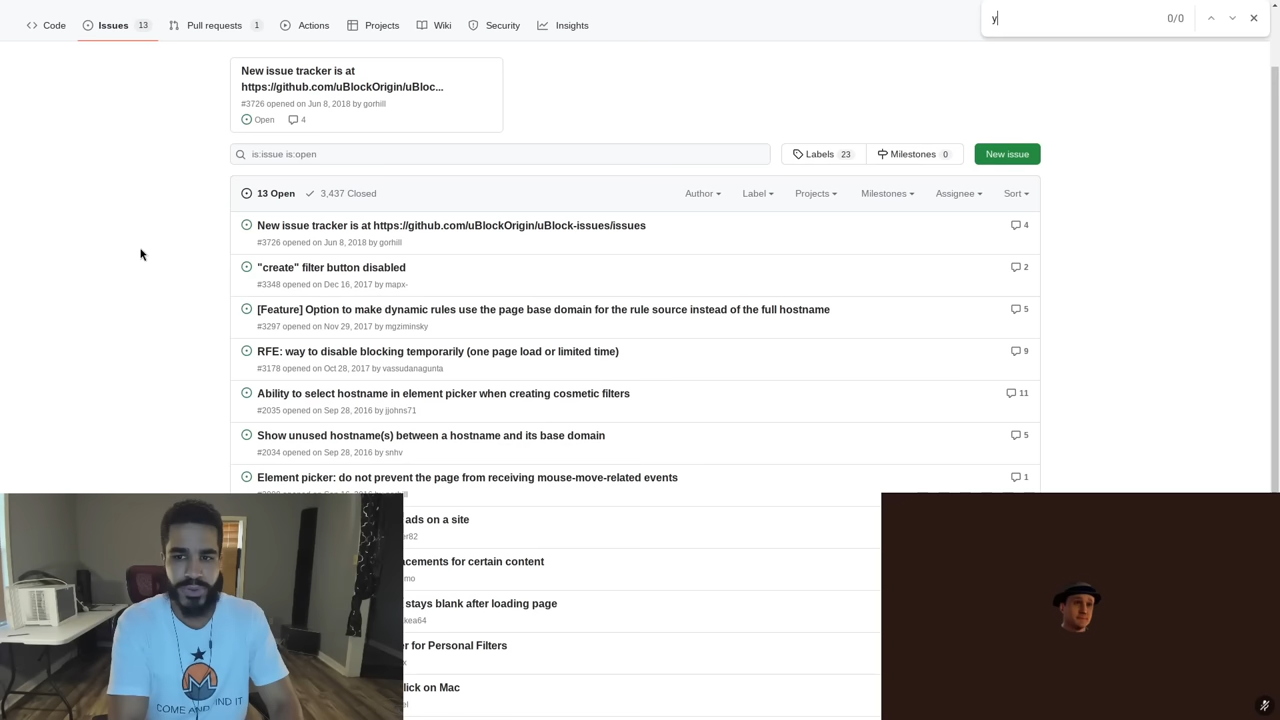 Code
Issues 13
Pull requests 1
Actions
Projects
Wiki
Security
Insights
y
0/0
New issue tracker is at
https://github.com/uBlockOrigin/uBloc...
#3726 opened on Jun 8, 2018 by gorhill
Open 4
is:issue is:open
Labels 23
Milestones 0
New issue
13 Open
3,437 Closed
Author
Label
Projects
Milestones
Assignee
Sort
New issue tracker is at https://github.com/uBlockOrigin/uBlock-issues/issues
4
#3726 opened on Jun 8, 2018 by gorhill
"create" filter button disabled
2
#3348 opened on Dec 16, 2017 by mapx-
[Feature] Option to make dynamic rules use the page base domain for the rule source instead of the full hostname
5
#3297 opened on Nov 29, 2017 by mgziminsky
RFE: way to disable blocking temporarily (one page load or limited time)
9
#3178 opened on Oct 28, 2017 by vassudanagunta
Ability to select hostname in element picker when creating cosmetic filters
11
#2035 opened on Sep 28, 2016 by jjohns71
Show unused hostname(s) between a hostname and its base domain
5
#2034 opened on Sep 28, 2016 by snhv
Element picker: do not prevent the page from receiving mouse-move-related events
1
ads on a site
er82
acements for certain content
mo
stays blank after loading page
kea64
er for Personal Filters
x
lick on Mac
el
COME AND FIND IT